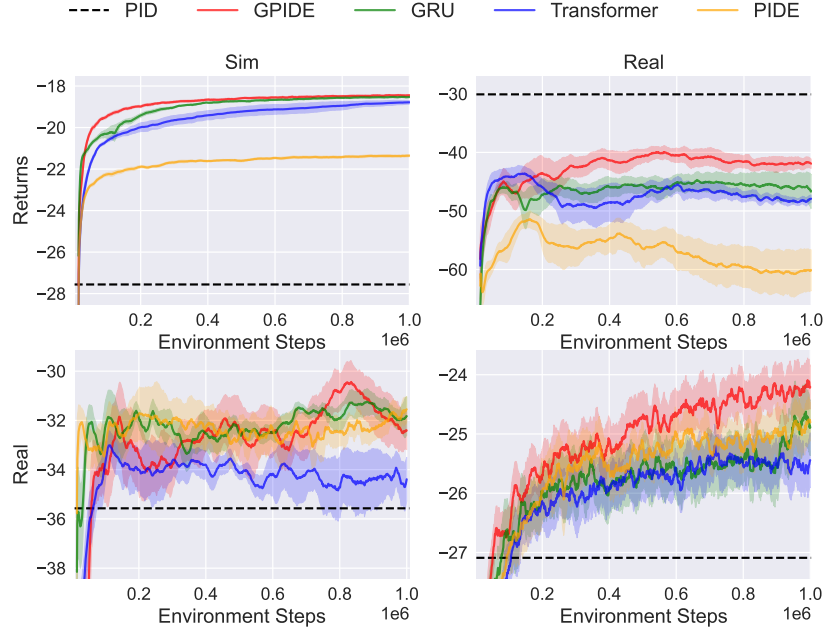 PID GPIDE GRU Transformer PIDE
Sim Real
−18
−20
−22
−24
−26
−28
Returns
0.2 0.4 0.6 0.8 1.0
Environment Steps 1e6
−30
−40
−50
−60
0.2 0.4 0.6 0.8 1.0
Environment Steps 1e6
−30
−32
−34
−36
−38
Real
0.2 0.4 0.6 0.8 1.0
Environment Steps 1e6
−24
−25
−26
−27
0.2 0.4 0.6 0.8 1.0
Environment Steps 1e6